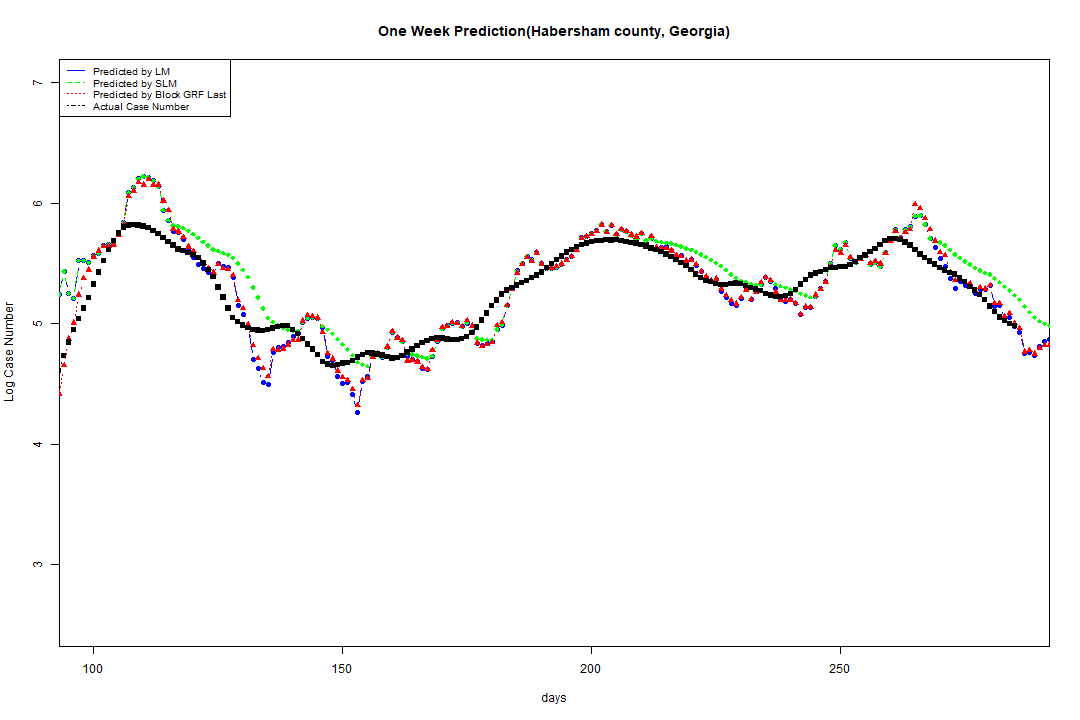 One Week Prediction(Habersham county, Georgia)
Predicted by LM
Predicted by SLM
Predicted by Block GRF Last
Actual Case Number
7
6
5
4
3
Log Case Number
100 150 200 250
days